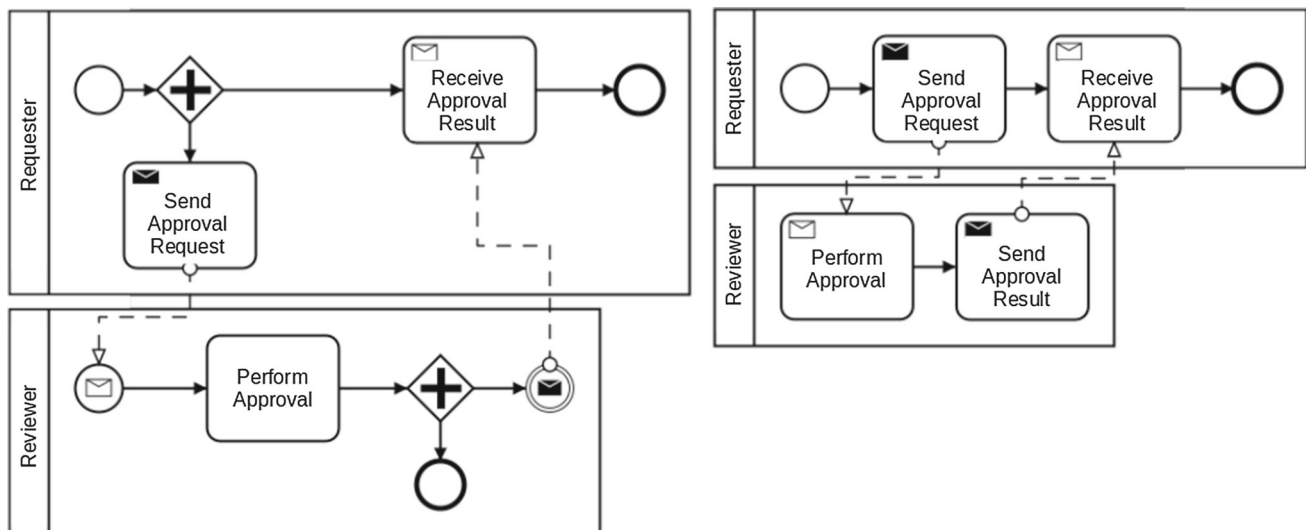 Requester
Receive
Approval
Result
Send
Approval
Request
Reviewer
Perform
Approval
Requester
Send
Approval
Request
Receive
Approval
Result
Reviewer
Perform
Approval
Send
Approval
Result